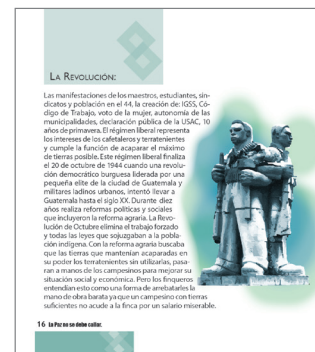 LA REVOLUCIÓN:
Las manifestaciones de los maestros, estudiantes, sin-
dicatos y población en el 44, la creación de: IGSS, Có-
digo de Trabajo, voto de la mujer, autonomía de las
municipalidades, declaración pública de la USAC, 10
años de primavera. El régimen liberal representa
los intereses de los cafetaleros y terratenientes
y cumple la función de acaparar el máximo
de tierras posible. Este régimen liberal finaliza
el 20 de octubre de 1944 cuando una revolu-
ción democrático burguesa liderada por una
pequeña elite de la ciudad de Guatemala y
militares ladinos urbanos, intentó llevar a
Guatemala hasta el siglo XX. Durante diez
años realiza reformas políticas y sociales
que incluyeron la reforma agraria. La Revo-
lución de Octubre elimina el trabajo forzado
y todas las leyes que sojuzgaban a la pobla-
ción indígena. Con la reforma agraria buscaba
que las tierras que mantenían acaparadas en
su poder los terratenientes sin utilizarlas, pasa-
ran a manos de los campesinos para mejorar su
situación social y económica. Pero los finqueros
entendían esto como una forma de arrebatarles la
mano de obra barata ya que un campesino con tierras
suficientes no acude a la finca por un salario miserable.
16 La Paz no se debe callar.